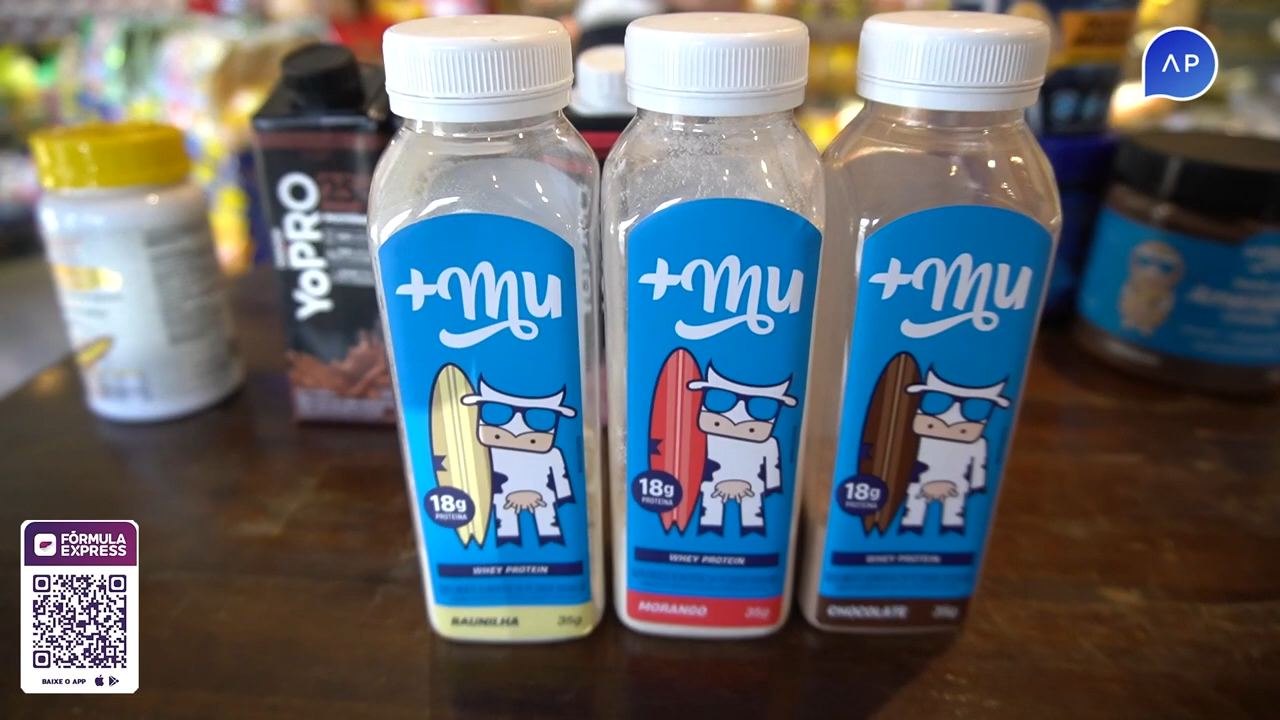 AP
YoPRO
+Mu
18g
PROTEÍNA
WHEY PROTEIN
BAUNILHA
35g
+Mu
18g
PROTEÍNA
WHEY PROTEIN
MORANGO
35g
+Mu
18g
PROTEÍNA
WHEY PROTEIN
CHOCOLATE
35g
FÓRMULA
EXPRESS
BAIXE O APP